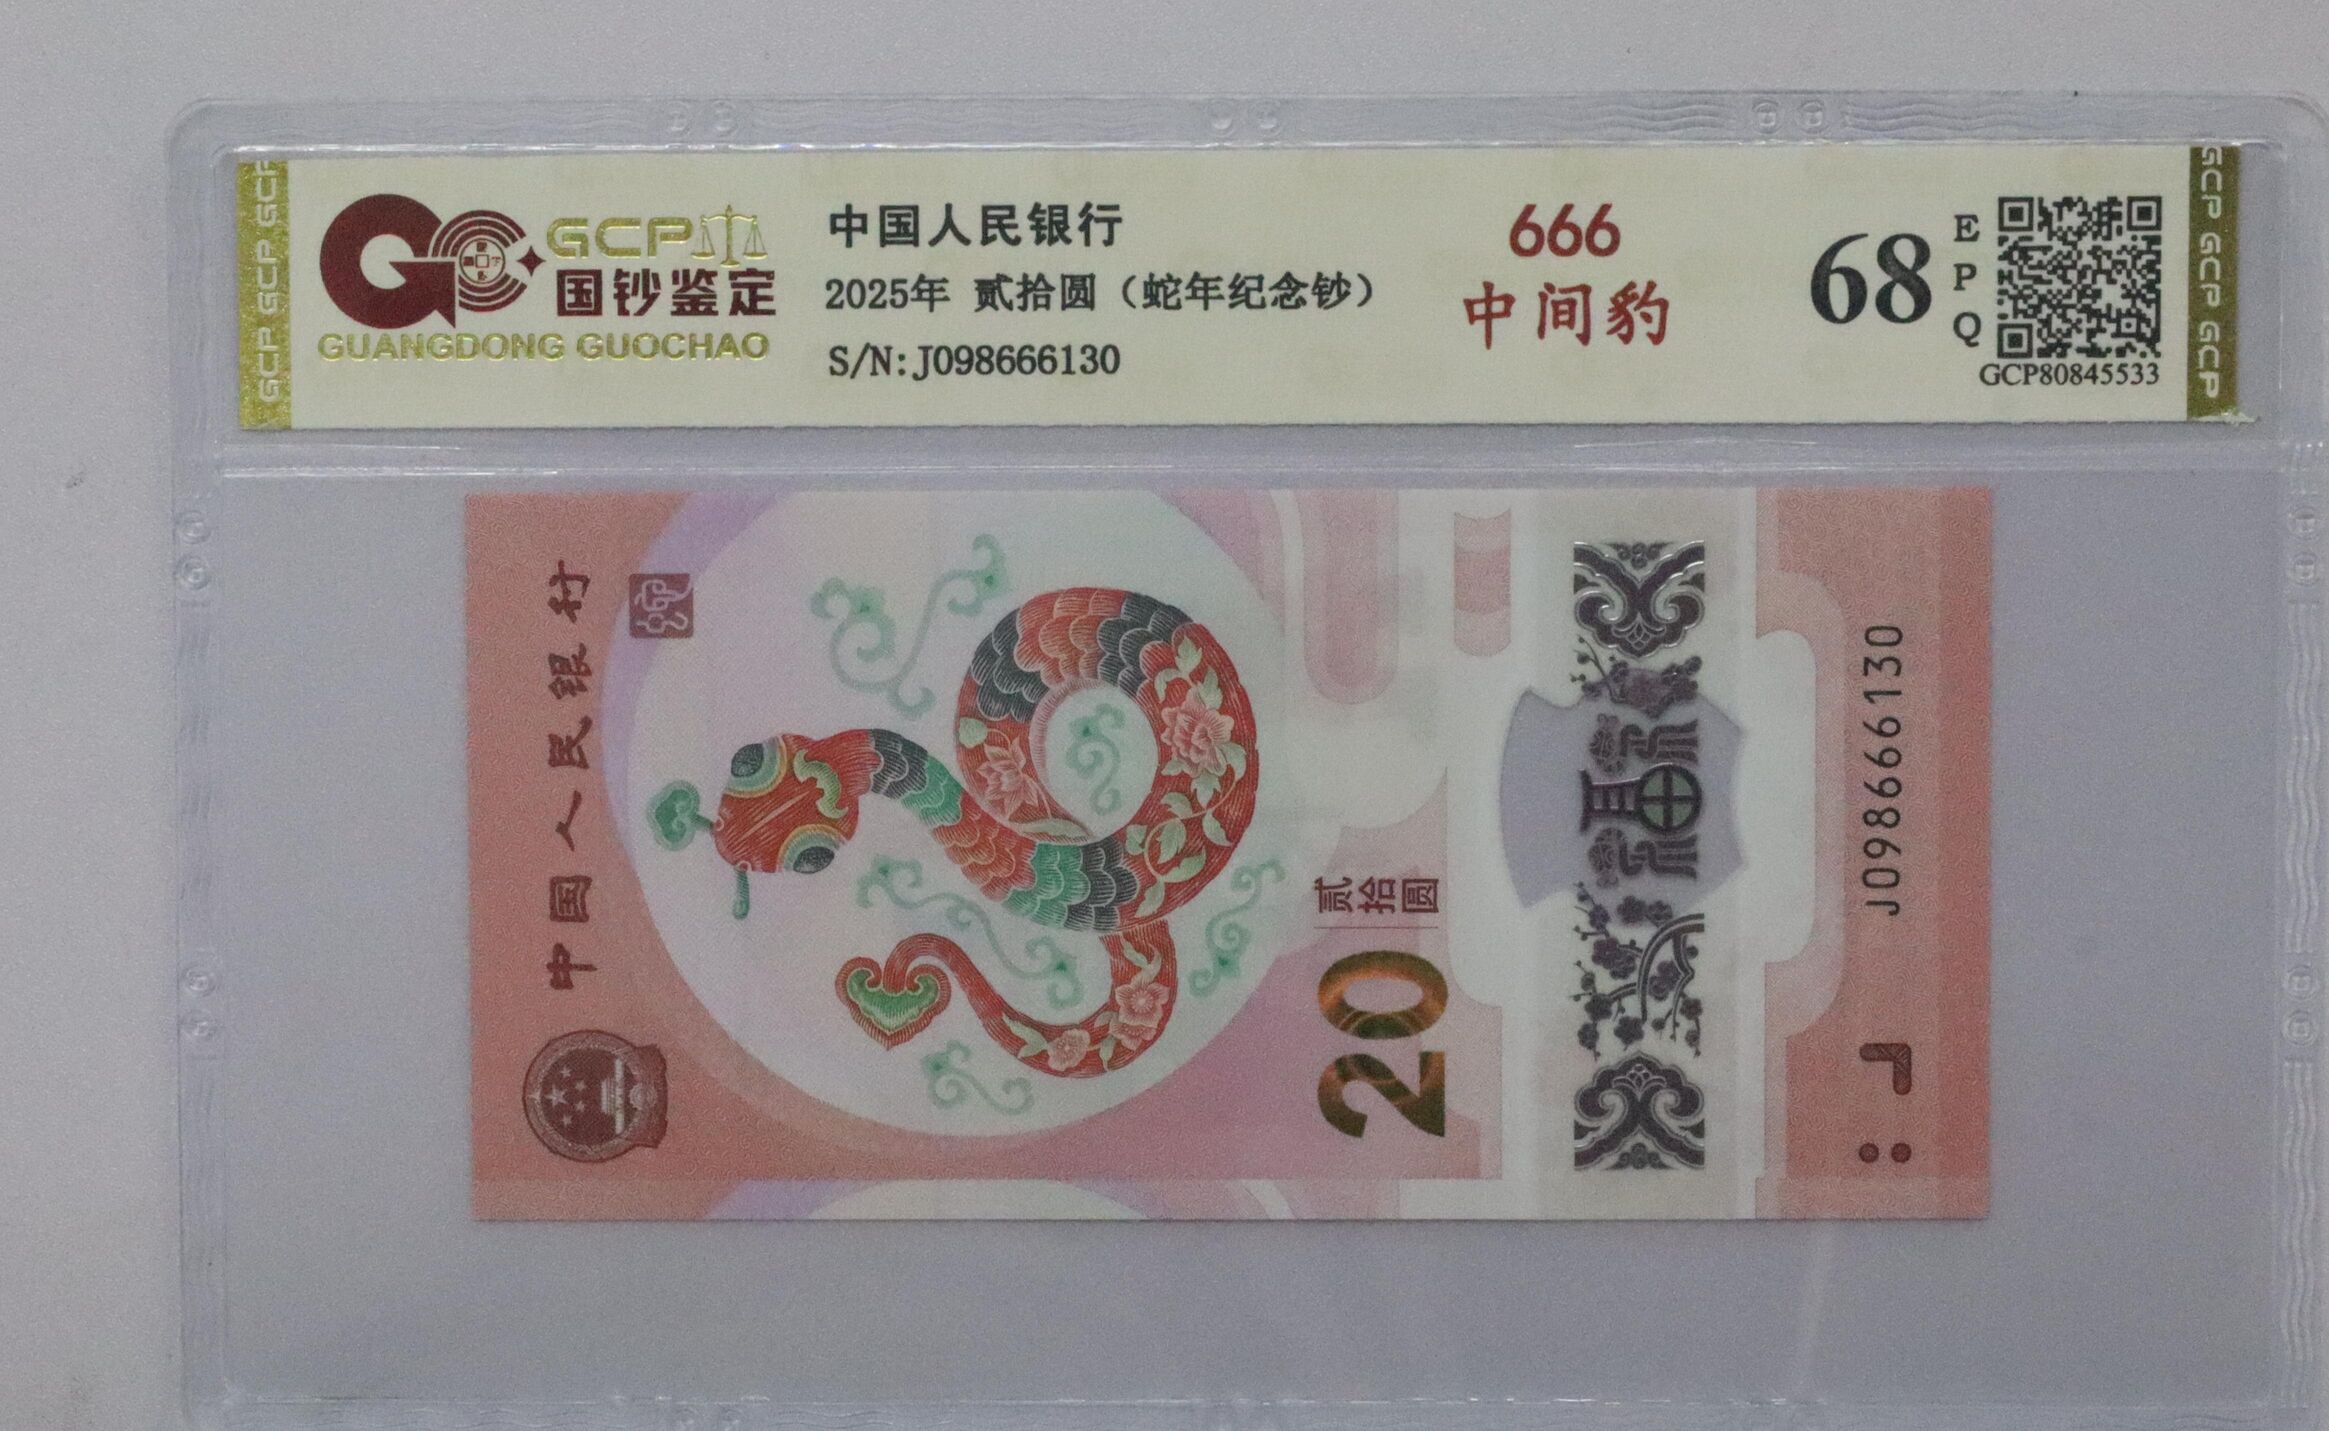 GCP GCP GCP
GCP
国钞鉴定
GUANGDONG GUOCHAO
中国人民银行
2025年 贰拾圆（蛇年纪念钞）
S/N:J098666130
666
中间豹
68
EPQ
GCP80845533
GCP GCP GCP
中国人民银行
贰拾圆
20
福
J098666130